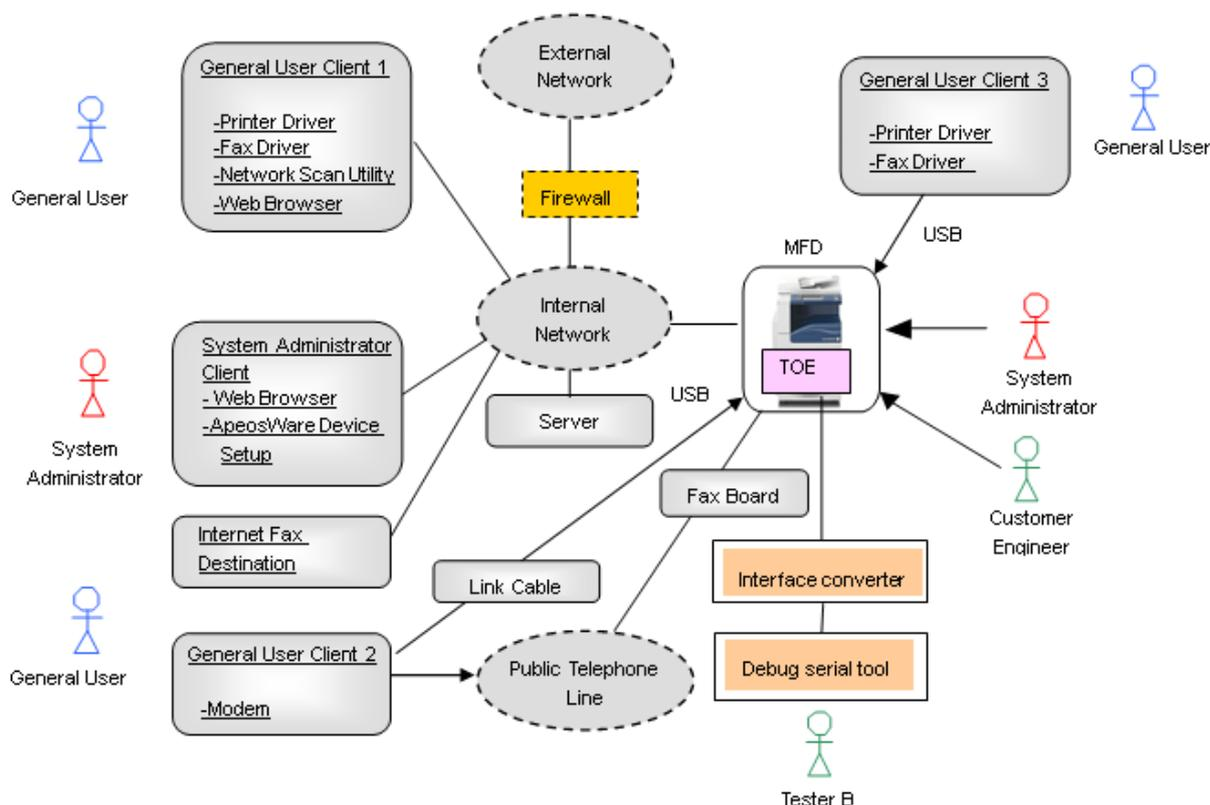 General User Client 1
-Printer Driver
-Fax Driver
-Network Scan Utility
-Web Browser
General User
External
Network
Firewall
General User Client 3
-Printer Driver
-Fax Driver
General User
USB
MFD
TOE
Internal
Network
Server
System Administrator
Client
- Web Browser
-ApeosWare Device
Setup
System
Administrator
System
Administrator
USB
Fax Board
Customer
Engineer
Internet Fax
Destination
Link Cable
Interface converter
General User Client 2
-Modem
General User
Public Telephone
Line
Debug serial tool
Tester B